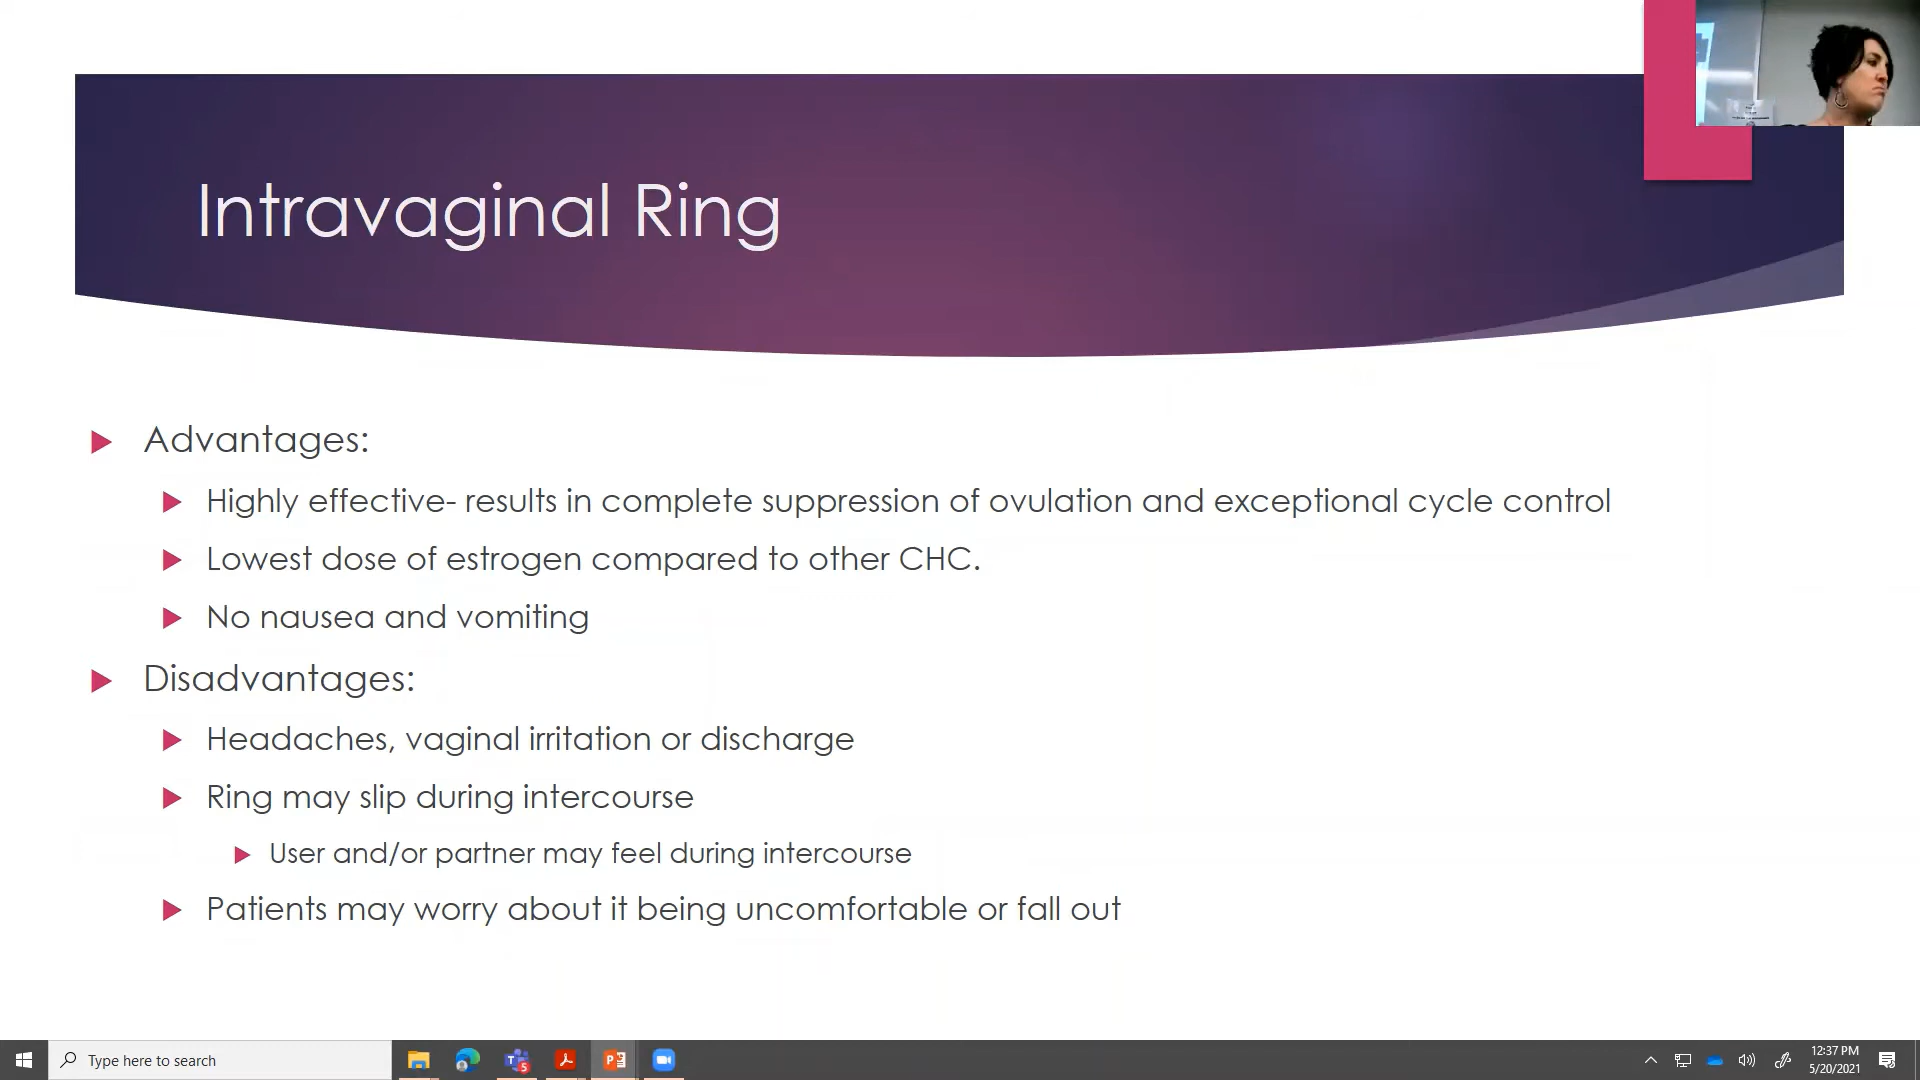 Intravaginal Ring
Advantages:
Highly effective- results in complete suppression of ovulation and exceptional cycle control
Lowest dose of estrogen compared to other CHC.
No nausea and vomiting
Disadvantages:
Headaches, vaginal irritation or discharge
Ring may slip during intercourse
User and/or partner may feel during intercourse
Patients may worry about it being uncomfortable or fall out
Type here to search
5
12:37 PM
5/20/2021